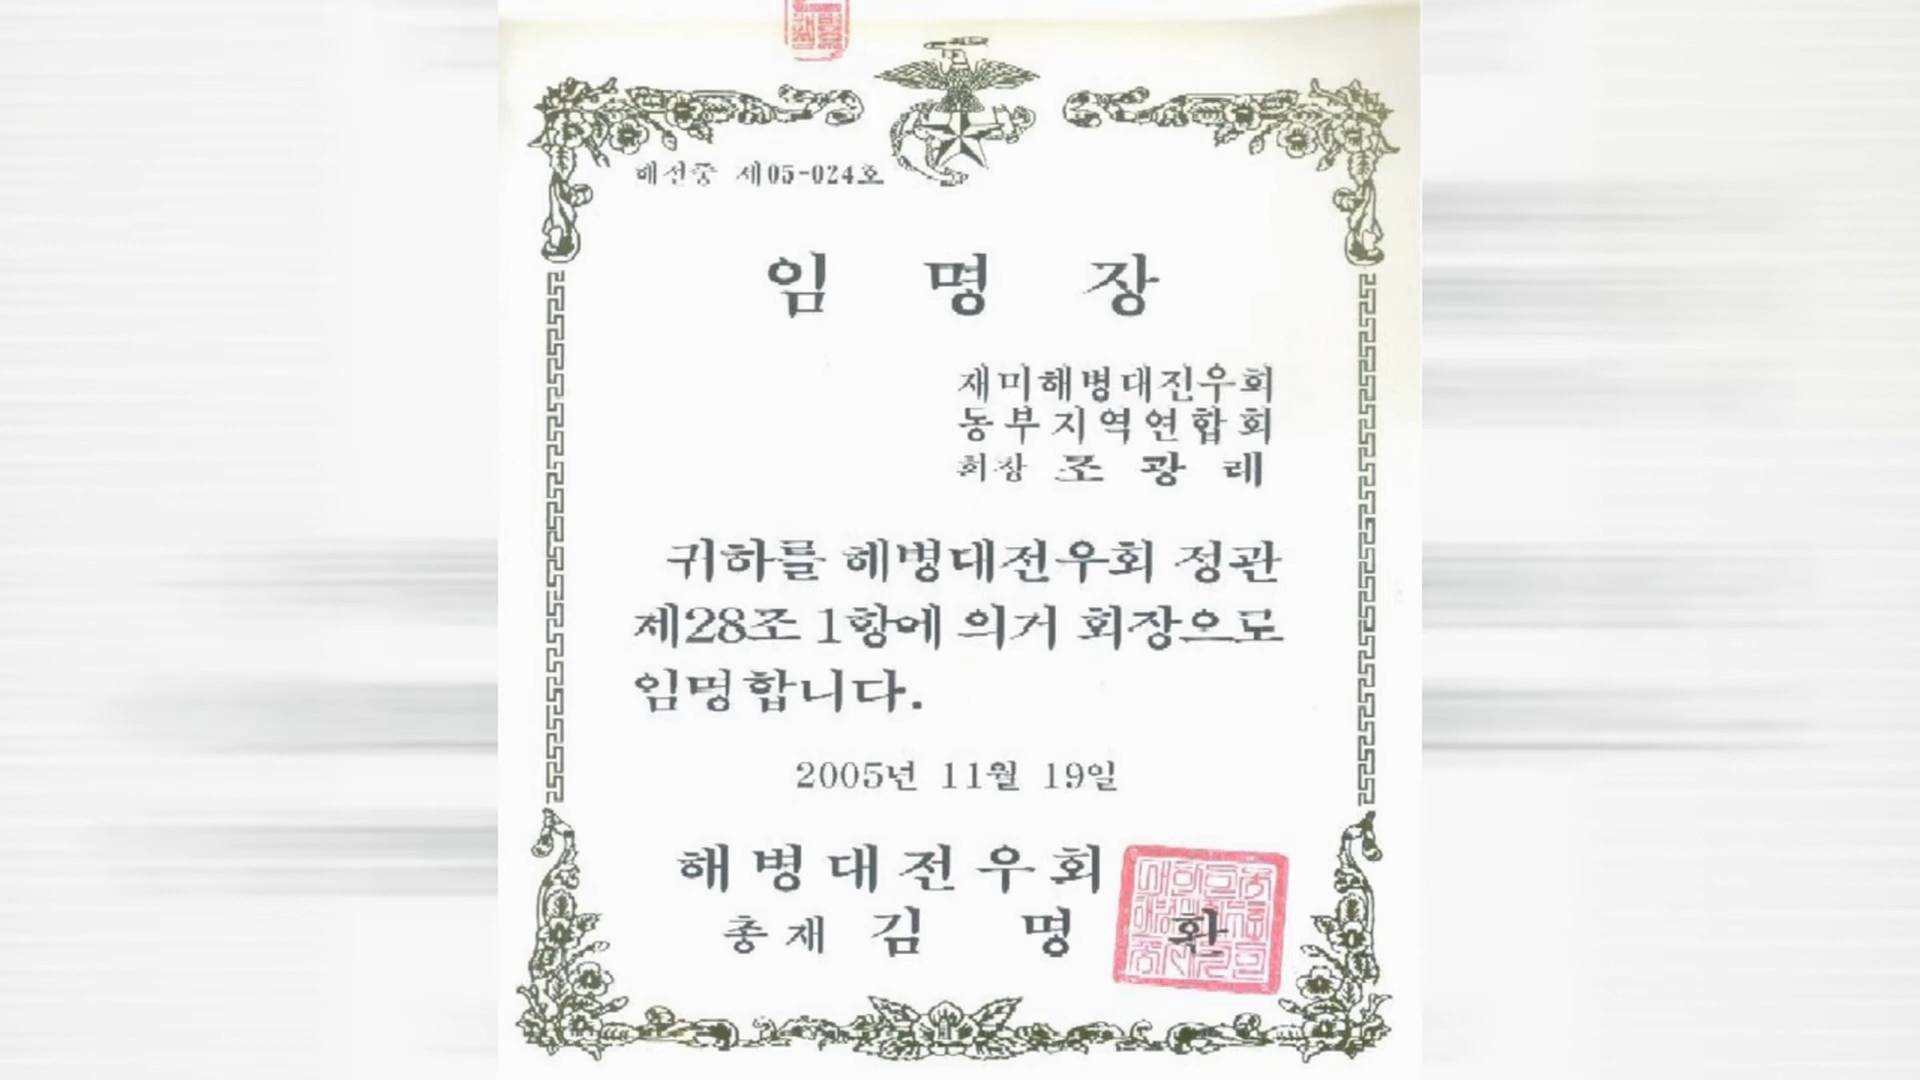 해전중 제05-024호
임 명 장
재미해병대전우회
동부지역연합회
회장 조 광 래
귀하를 해병대전우회 정관
제28조 1항에 의거 회장으로
임명합니다.
2005년 11월 19일
해병대전우회
총재 김 명 환